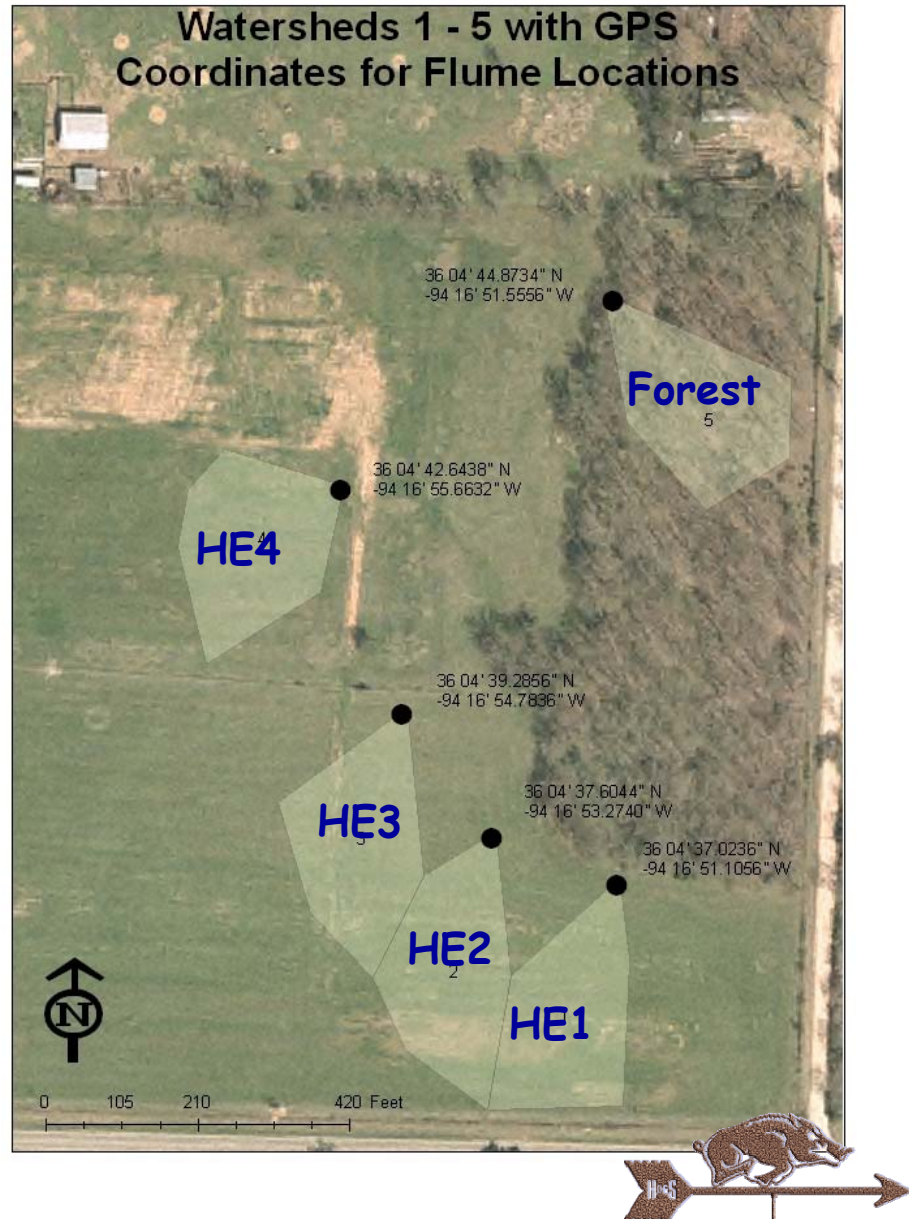 Watersheds 1 - 5 with GPS
Coordinates for Flume Locations
36 04' 44.8734" N
-94 16' 51.5556" W
Forest
5
36 04' 42.6438" N
-94 16' 55.6632" W
HE4
4
36 04' 39.2856" N
-94 16' 54.7836" W
HE3
3
36 04' 37.6044" N
-94 16' 53.2740" W
36 04' 37.0236" N
-94 16' 51.1056" W
HE2
2
HE1
N
0 105 210 420 Feet